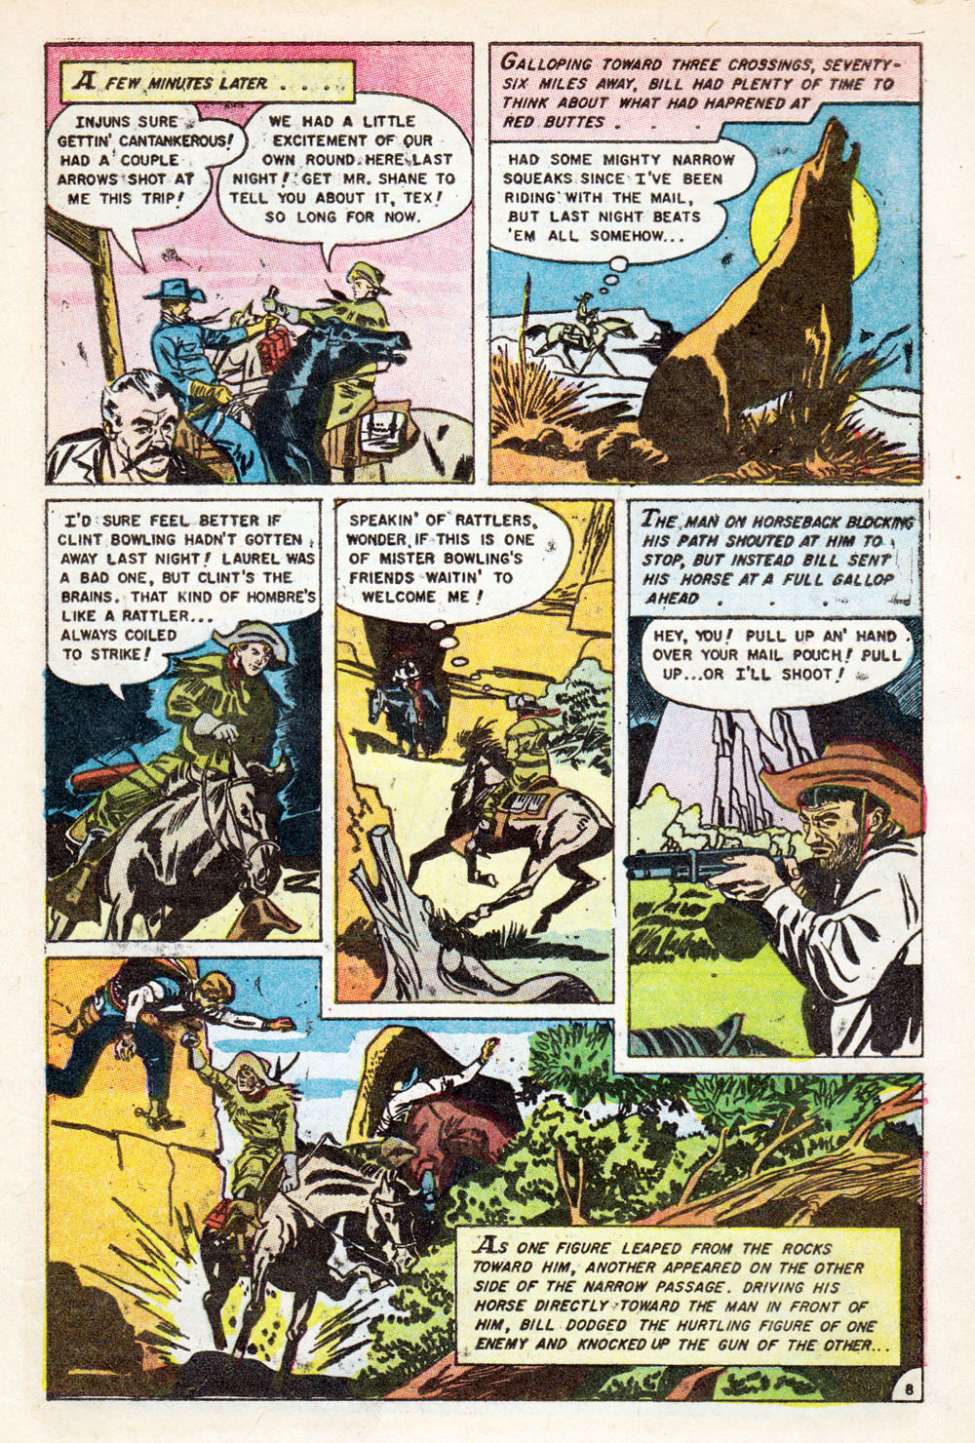 A FEW MINUTES LATER . . . . .
INJUNS SURE
GETTIN' CANTANKEROUS!
HAD A COUPLE
ARROWS SHOT AT
ME THIS TRIP!
WE HAD A LITTLE
EXCITEMENT OF OUR
OWN ROUND HERE LAST
NIGHT! GET MR. SHANE TO
TELL YOU ABOUT IT, TEX!
SO LONG FOR NOW.
GALLOPING TOWARD THREE CROSSINGS, SEVENTY-
SIX MILES AWAY, BILL HAD PLENTY OF TIME TO
THINK ABOUT WHAT HAD HAPRENED AT
RED BUTTES . . . .
HAD SOME MIGHTY NARROW
SQUEAKS SINCE I'VE BEEN
RIDING WITH THE MAIL,
BUT LAST NIGHT BEATS
'EM ALL SOMEHOW...
I'D SURE FEEL BETTER IF
CLINT BOWLING HADN'T GOTTEN
AWAY LAST NIGHT! LAUREL WAS
A BAD ONE, BUT CLINT'S THE
BRAINS. THAT KIND OF HOMBRE'S
LIKE A RATTLER...
ALWAYS COILED
TO STRIKE!
SPEAKIN' OF RATTLERS,
WONDER IF THIS IS ONE
OF MISTER BOWLING'S
FRIENDS WAITIN' TO
WELCOME ME!
THE MAN ON HORSEBACK BLOCKING
HIS PATH SHOUTED AT HIM TO
STOP, BUT INSTEAD BILL SENT
HIS HORSE AT A FULL GALLOP
AHEAD . . . .
HEY, YOU! PULL UP AN' HAND
OVER YOUR MAIL POUCH! PULL
UP...OR I'LL SHOOT!
AS ONE FIGURE LEAPED FROM THE ROCKS
TOWARD HIM, ANOTHER APPEARED ON THE OTHER
SIDE OF THE NARROW PASSAGE. DRIVING HIS
HORSE DIRECTLY TOWARD THE MAN IN FRONT OF
HIM, BILL DODGED THE HURTLING FIGURE OF ONE
ENEMY AND KNOCKED UP THE GUN OF THE OTHER...
8